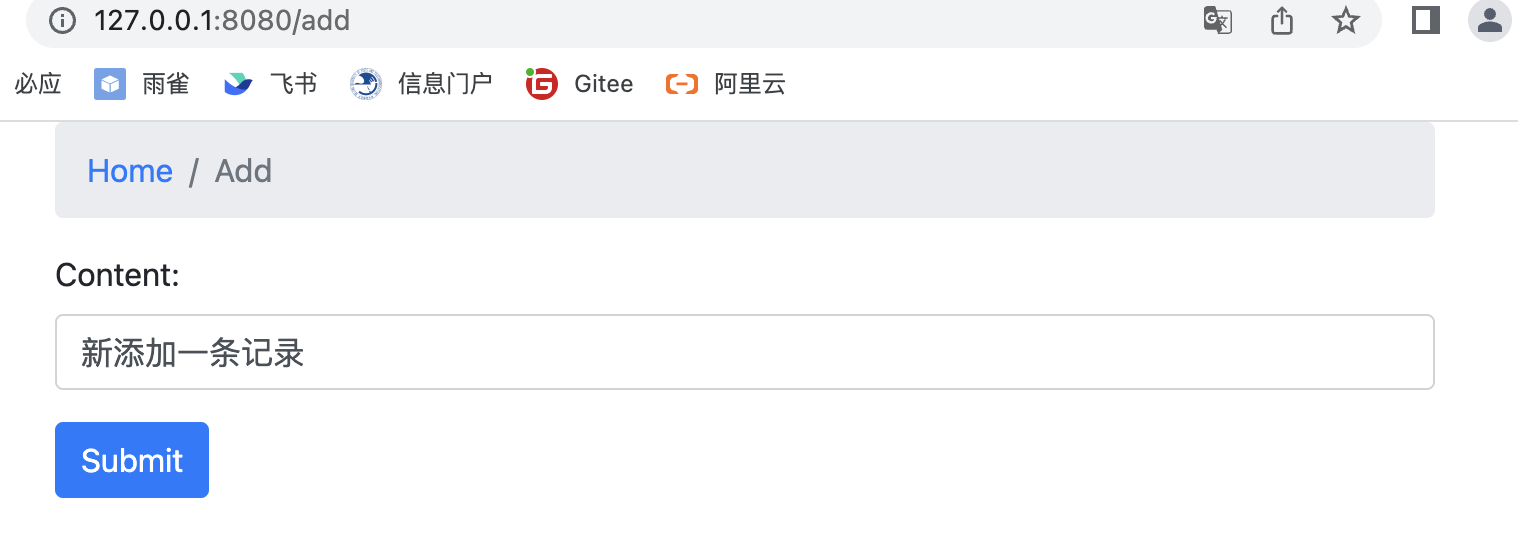 127.0.0.1:8080/add
必应 雨雀 飞书 信息门户 Gitee 阿里云
Home / Add
Content:
新添加一条记录
Submit